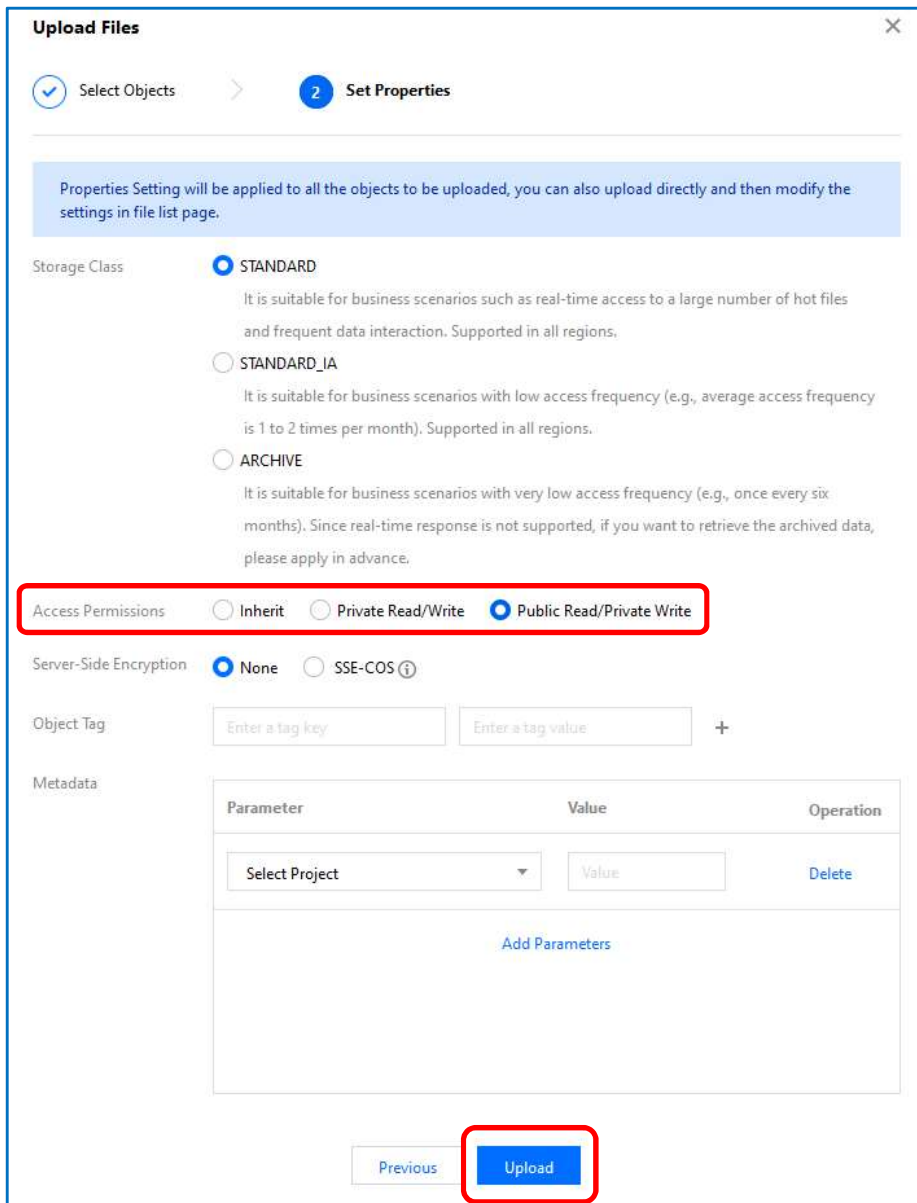 Upload Files
Select Objects
2 Set Properties
Properties Setting will be applied to all the objects to be uploaded, you can also upload directly and then modify the
settings in file list page.
Storage Class
STANDARD
It is suitable for business scenarios such as real-time access to a large number of hot files
and frequent data interaction. Supported in all regions.
STANDARD_IA
It is suitable for business scenarios with low access frequency (e.g., average access frequency
is 1 to 2 times per month). Supported in all regions.
ARCHIVE
It is suitable for business scenarios with very low access frequency (e.g., once every six
months). Since real-time response is not supported, if you want to retrieve the archived data,
please apply in advance.
Access Permissions Inherit Private Read/Write Public Read/Private Write
Server-Side Encryption None SSE-COS
Object Tag Enter a tag key Enter a tag value +
Metadata
Parameter Value Operation
Select Project Value Delete
Add Parameters
Previous Upload